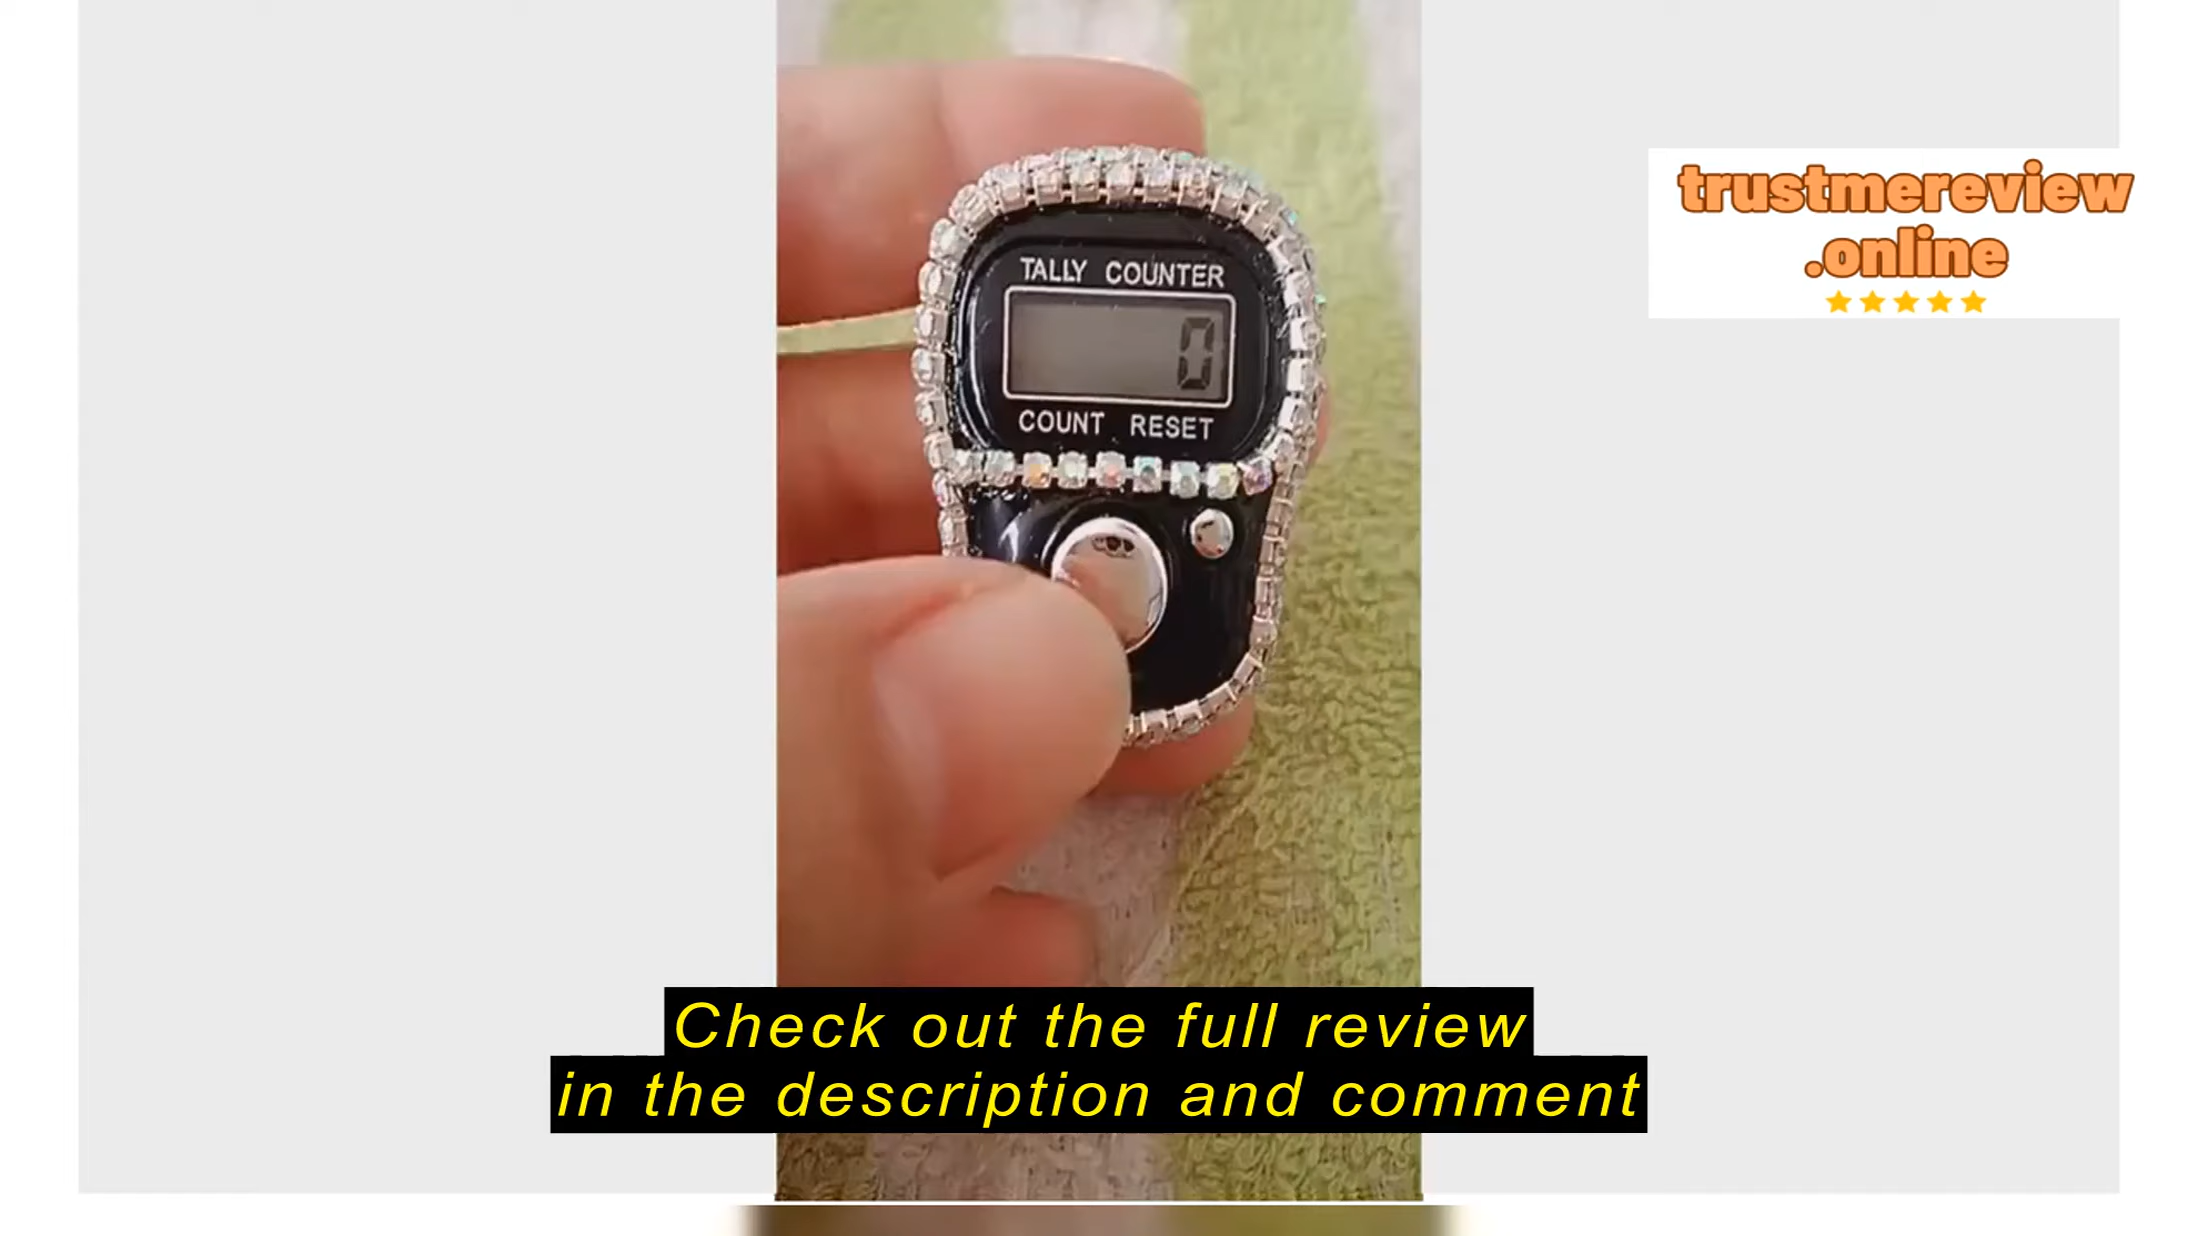 trustmereview
.online
TALLY COUNTER
0
COUNT RESET
Check out the full review
in the description and comment